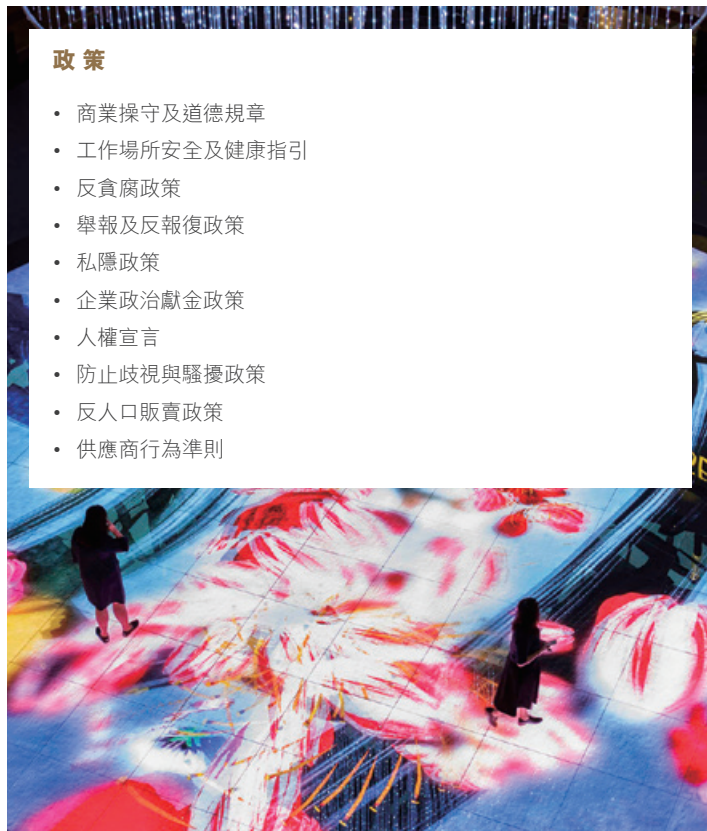 政策
• 商業操守及道德規章
• 工作場所安全及健康指引
• 反貪腐政策
• 舉報及反報復政策
• 私隱政策
• 企業政治獻金政策
• 人權宣言
• 防止歧視與騷擾政策
• 反人口販賣政策
• 供應商行為準則